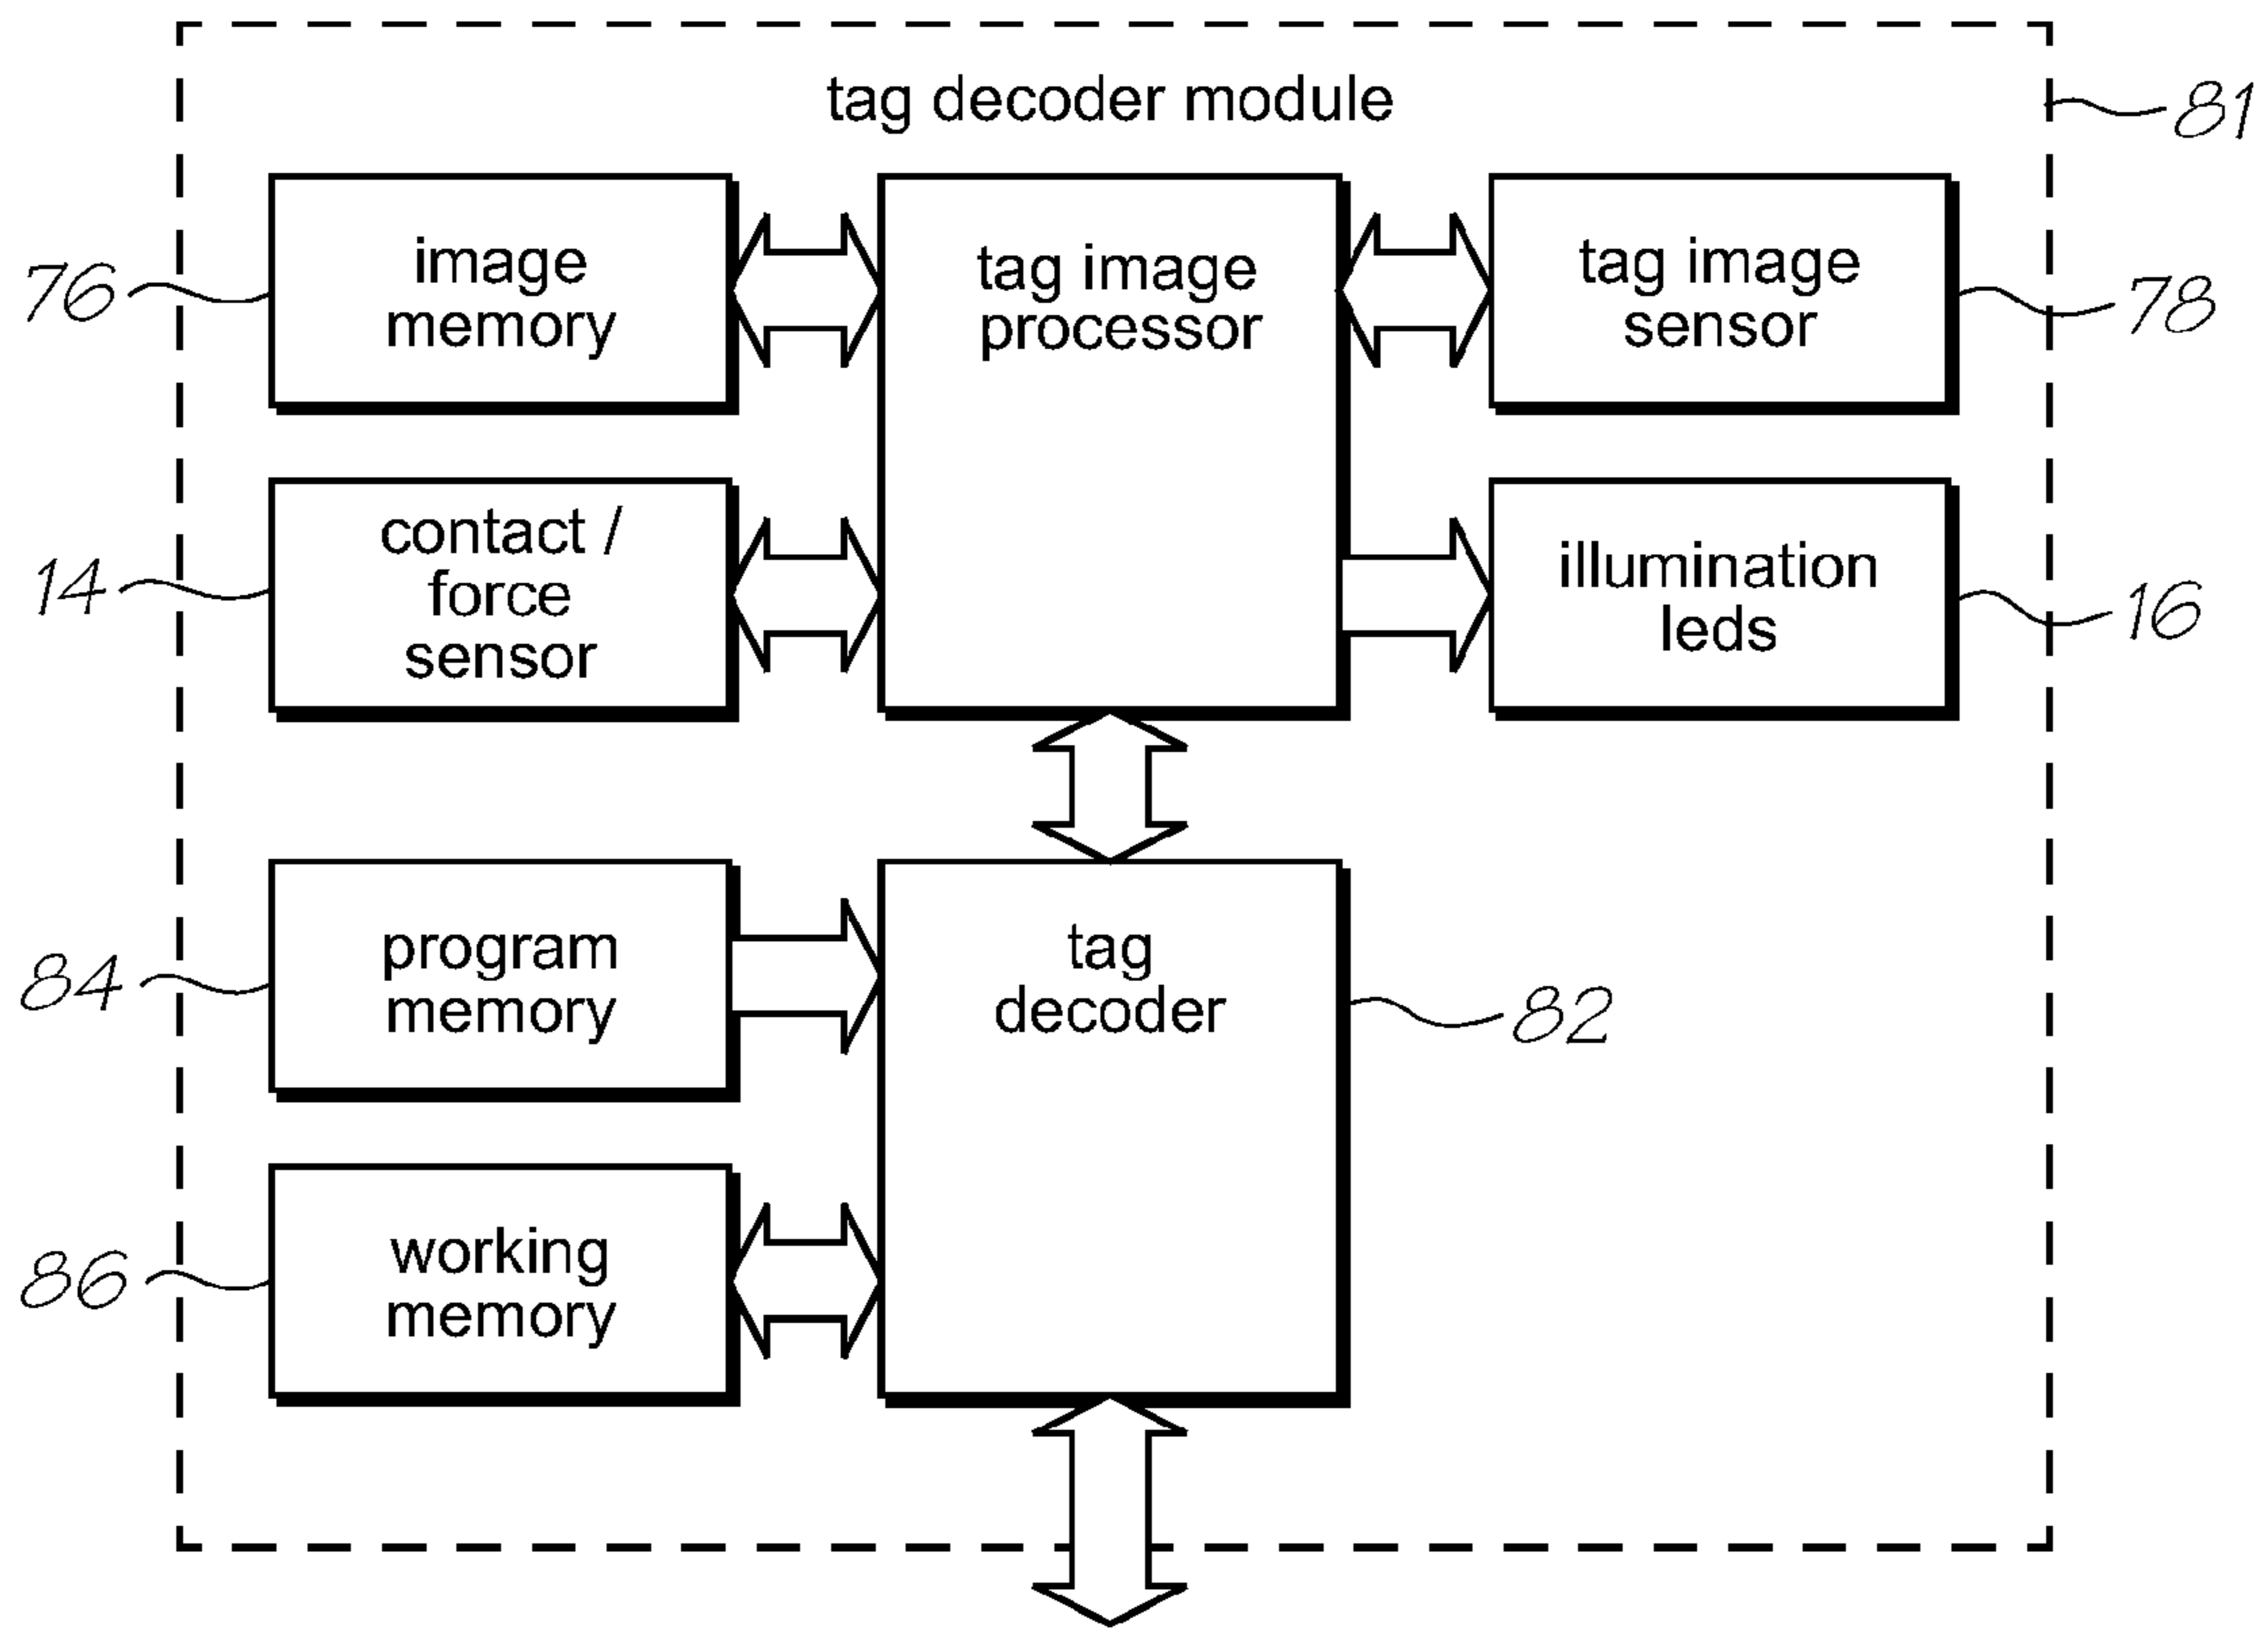 tag decoder module
81
image
memory
76
tag image
processor
tag image
sensor
78
contact /
force
sensor
14
illumination
leds
16
program
memory
84
tag
decoder
82
working
memory
86